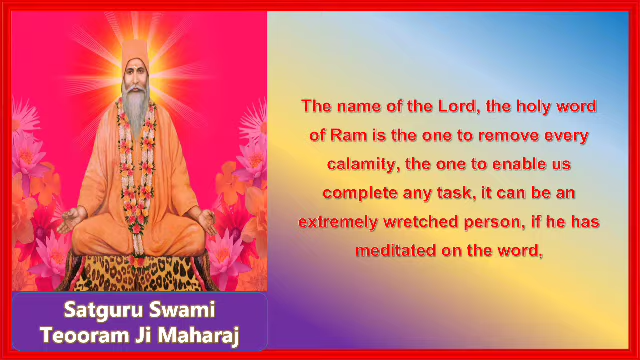 The name of the Lord, the holy word
of Ram is the one to remove every
calamity, the one to enable us
complete any task, it can be an
extremely wretched person, if he has
meditated on the word,
Satguru Swami
Teooram Ji Maharaj